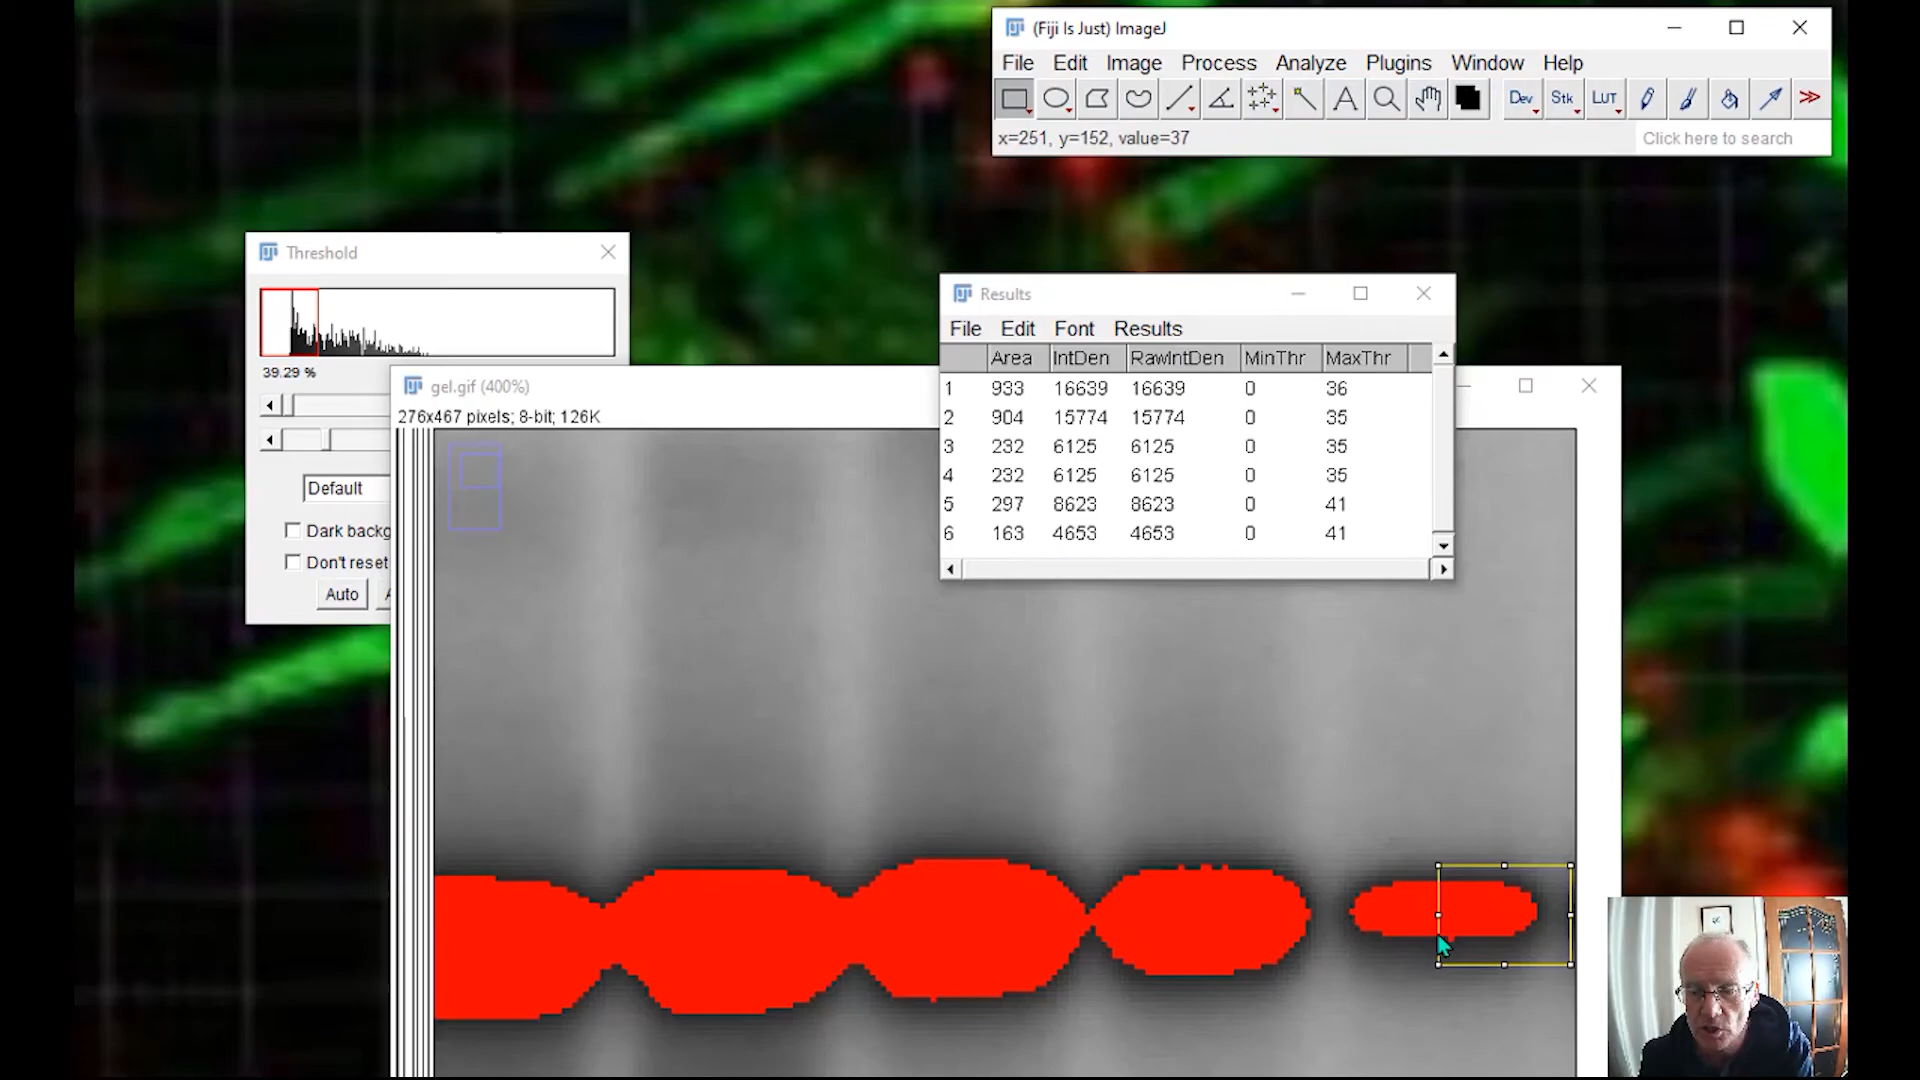 (Fiji Is Just) ImageJ
File Edit Image Process Analyze Plugins Window Help
Dev Stk LUT
x=251, y=152, value=37
Click here to search
Threshold
39.29 %
Default
Dark backg
Don't reset
Auto
gel.gif (400%)
276x467 pixels; 8-bit; 126K
Results
File Edit Font Results
Area IntDen RawIntDen MinThr MaxThr
1 933 16639 16639 0 36
2 904 15774 15774 0 35
3 232 6125 6125 0 35
4 232 6125 6125 0 35
5 297 8623 8623 0 41
6 163 4653 4653 0 41